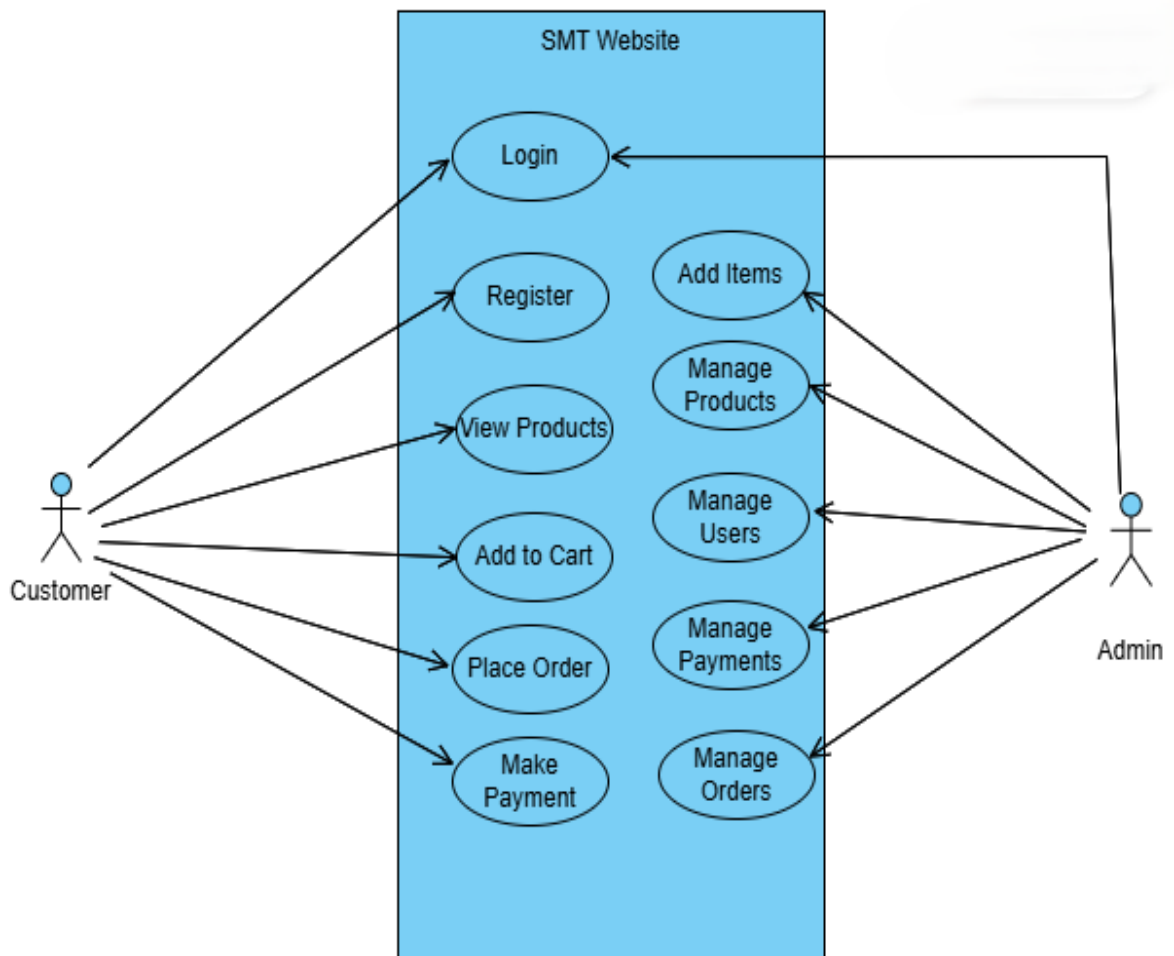 SMT Website
Login
Register
Add Items
Manage
Products
View Products
Manage
Users
Add to Cart
Customer
Place Order
Manage
Payments
Admin
Make
Payment
Manage
Orders